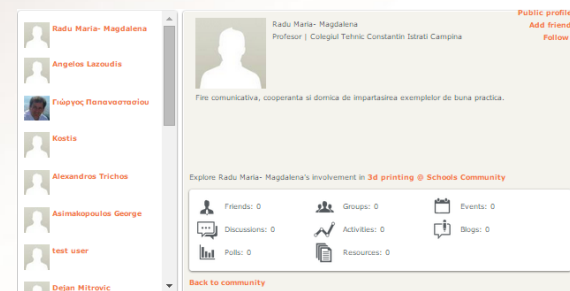 Radu Maria- Magdalena
Angelos Lazoudis
Γιώργος Παναναστασίου
Kostis
Alexandros Trichos
Asimakopoulos George
test user
Dejan Mitrovic
Public profile
Add friend
Follow
Radu Maria- Magdalena
Profesor | Colegiul Tehnic Constantin Istrati Campina
Fire comunicativa, cooperanta si dornica de impartasirea exemplelor de buna practica.
Explore Radu Maria- Magdalena's involvement in 3d printing @ Schools Community
Friends: 0 Groups: 0 Events: 0
Discussions: 0 Activities: 0 Blogs: 0
Polls: 0 Resources: 0
Back to community